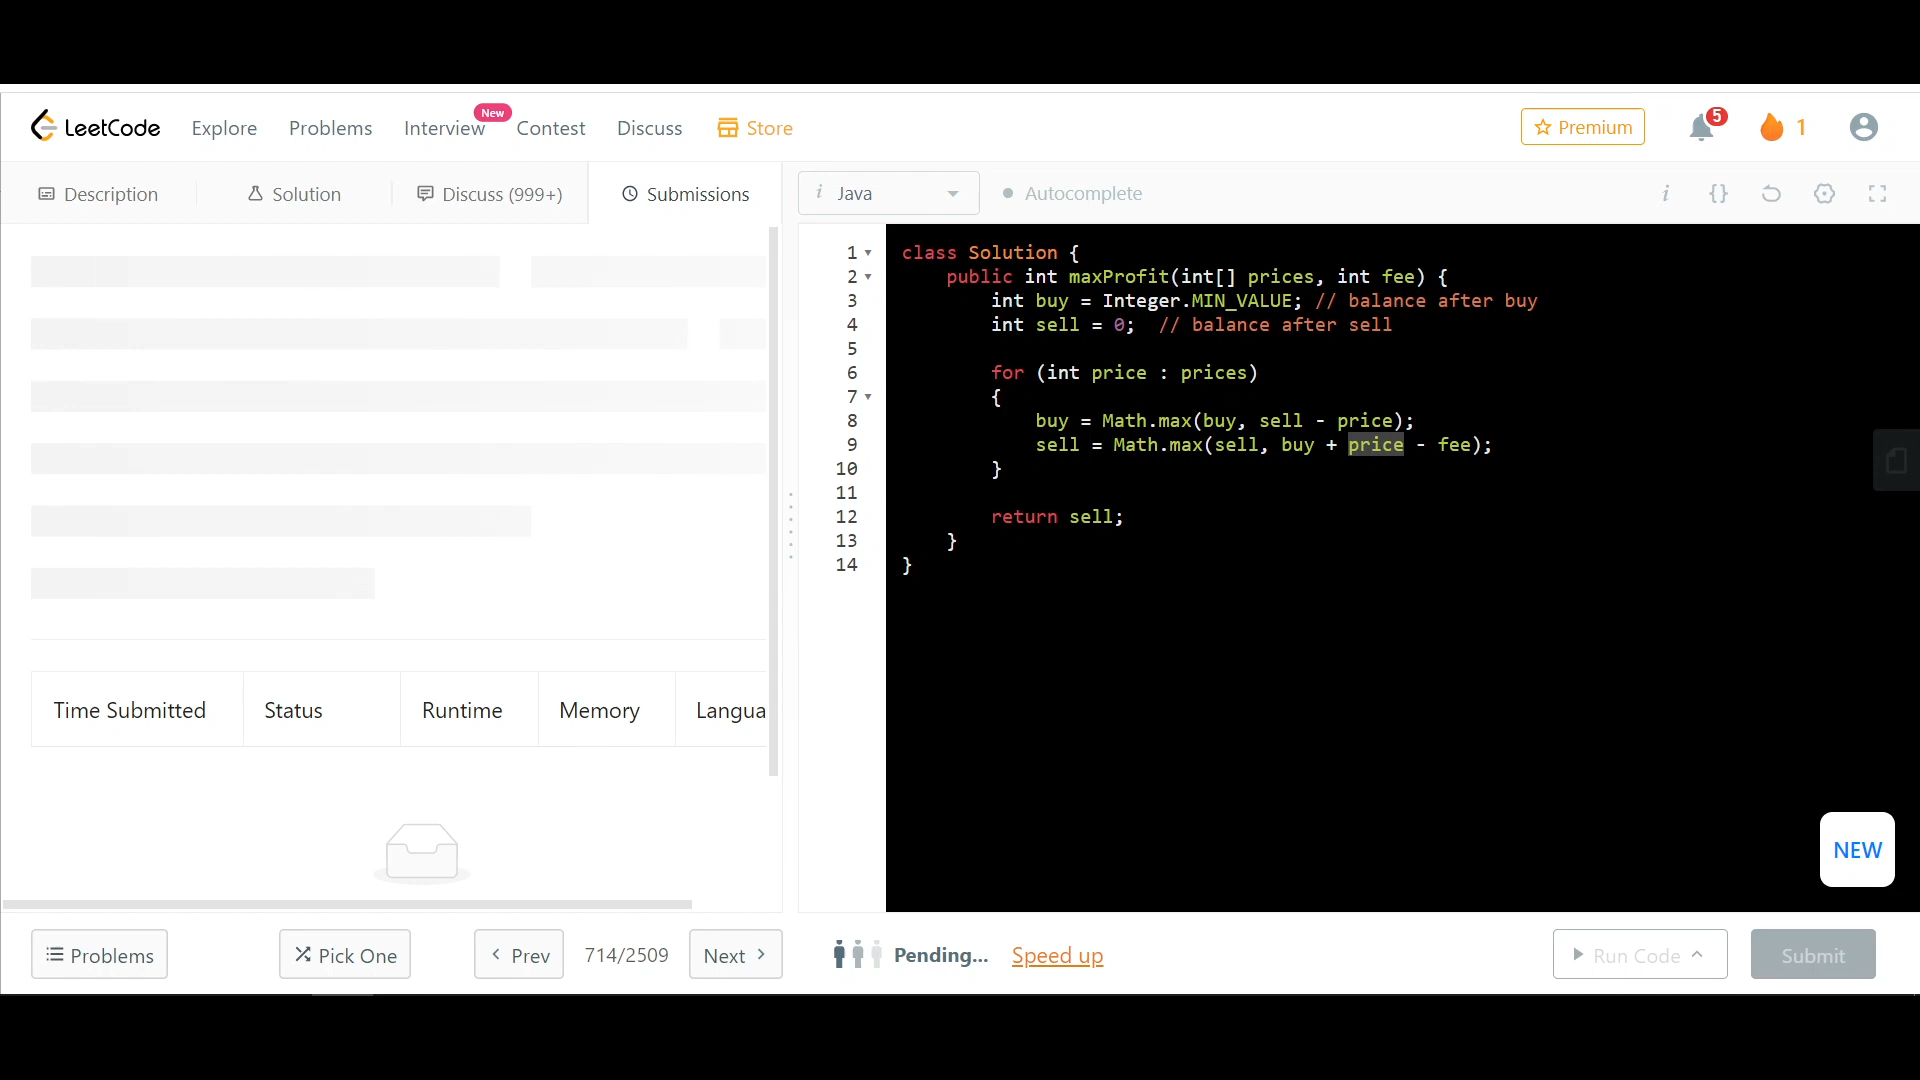 LeetCode Explore Problems Interview New Contest Discuss Store Premium 5 1
Description Solution Discuss (999+) Submissions i Java Autocomplete i {}
1 class Solution {
2 public int maxProfit(int[] prices, int fee) {
3 int buy = Integer.MIN_VALUE; // balance after buy
4 int sell = 0; // balance after sell
5
6 for (int price : prices)
7 {
8 buy = Math.max(buy, sell - price);
9 sell = Math.max(sell, buy + price - fee);
10 }
11
12 return sell;
13 }
14 }
Time Submitted Status Runtime Memory Langua
NEW
Problems Pick One Prev 714/2509 Next Pending... Speed up Run Code Submit